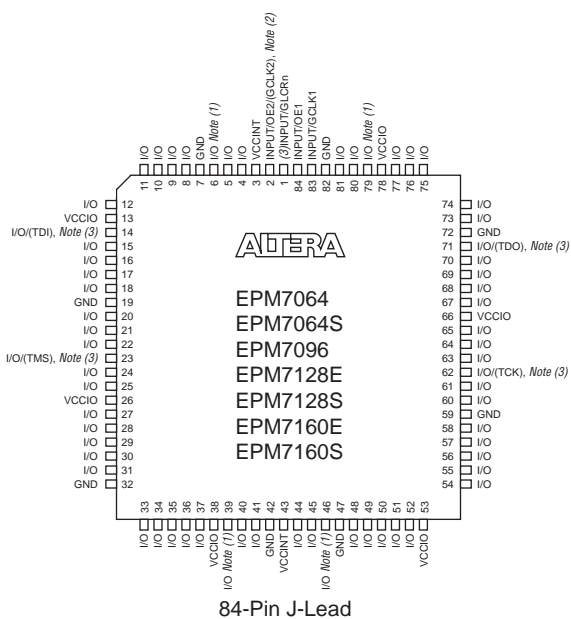 I/O 11
I/O 10
I/O 9
I/O 8
GND 7
I/O Note (1) 6
I/O 5
I/O 4
VCCINT 3
INPUT/OE2/(GCLK2), Note (2) 2
(3)INPUT/GLCRn 1
INPUT/OE1 84
INPUT/GCLK1 83
GND 82
I/O 81
I/O 80
I/O Note (1) 79
VCCIO 78
I/O 77
I/O 76
I/O 75
I/O 12
VCCIO 13
I/O/(TDI), Note (3) 14
I/O 15
I/O 16
I/O 17
I/O 18
GND 19
I/O 20
I/O 21
I/O 22
I/O/(TMS), Note (3) 23
I/O 24
I/O 25
VCCIO 26
I/O 27
I/O 28
I/O 29
I/O 30
I/O 31
GND 32
ALTERA
EPM7064
EPM7064S
EPM7096
EPM7128E
EPM7128S
EPM7160E
EPM7160S
74 I/O
73 I/O
72 GND
71 I/O/(TDO), Note (3)
70 I/O
69 I/O
68 I/O
67 I/O
66 VCCIO
65 I/O
64 I/O
63 I/O
62 I/O/(TCK), Note (3)
61 I/O
60 I/O
59 GND
58 I/O
57 I/O
56 I/O
55 I/O
54 I/O
33 I/O
34 I/O
35 I/O
36 I/O
37 I/O
38 VCCIO
39 I/O Note (1)
40 I/O
41 I/O
42 GND
43 VCCINT
44 I/O
45 I/O
46 I/O Note (1)
47 GND
48 I/O
49 I/O
50 I/O
51 I/O
52 I/O
53 VCCIO
84-Pin J-Lead